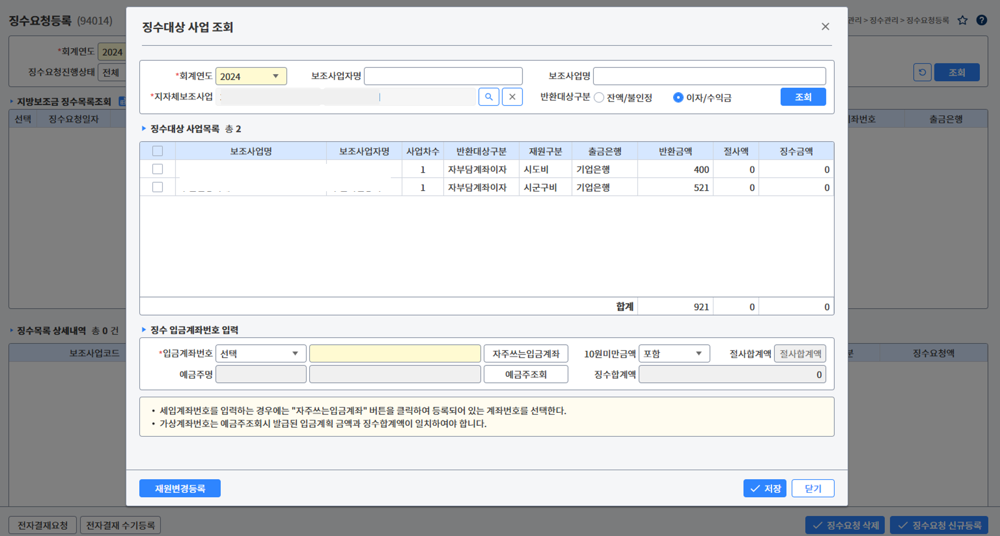 징수요청등록 (94014)
관리 > 징수관리 > 징수요청등록
*회계연도 2024
징수요청진행상태 전체
조회
지방보조금 징수목록조회
선택 징수요청일자 계좌번호 출금은행
징수목록 상세내역 총 0 건
보조사업코드 징수요청액
전자결재요청 전자결재 수기등록 징수요청 삭제 징수요청 신규등록
징수대상 사업 조회
*회계연도 2024 보조사업자명 보조사업명
*지자체보조사업 반환대상구분 잔액/불인정 이자/수익금 조회
징수대상 사업목록 총 2
보조사업명 보조사업자명 사업차수 반환대상구분 재원구분 출금은행 반환금액 절사액 징수금액
1 자부담계좌이자 시도비 기업은행 400 0 0
1 자부담계좌이자 시군구비 기업은행 521 0 0
합계 921 0 0
징수 입금계좌번호 입력
*입금계좌번호 선택 자주쓰는입금계좌 10원미만금액 포함 절사합계액 절사합계액
예금주명 예금주조회 징수합계액 0
• 세입계좌번호를 입력하는 경우에는 "자주쓰는입금계좌" 버튼을 클릭하여 등록되어 있는 계좌번호를 선택한다.
• 가상계좌번호는 예금주조회시 발급된 입금계획 금액과 징수합계액이 일치하여야 합니다.
재원변경등록 저장 닫기